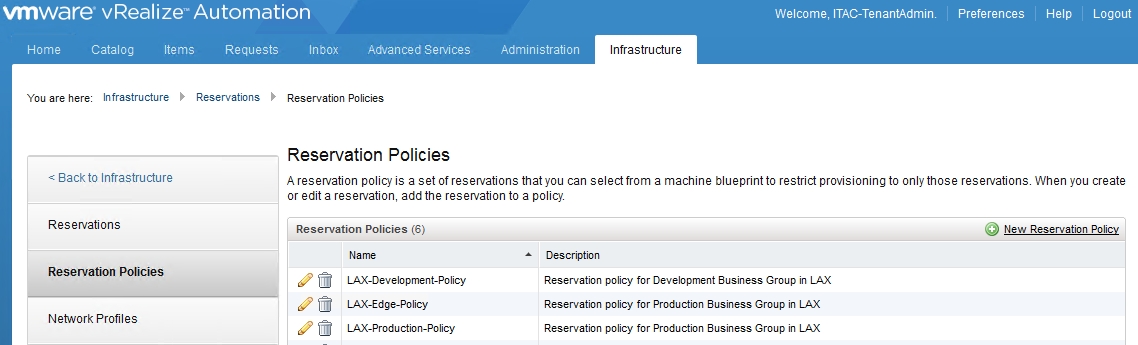 vmware® vRealize™ Automation
Welcome, ITAC-TenantAdmin. Preferences Help Logout
Home Catalog Items Requests Inbox Advanced Services Administration Infrastructure
You are here: Infrastructure Reservations Reservation Policies
< Back to Infrastructure
Reservations
Reservation Policies
Network Profiles
Reservation Policies
A reservation policy is a set of reservations that you can select from a machine blueprint to restrict provisioning to only those reservations. When you create
or edit a reservation, add the reservation to a policy.
Reservation Policies (6) New Reservation Policy
Name Description
LAX-Development-Policy Reservation policy for Development Business Group in LAX
LAX-Edge-Policy Reservation policy for Production Business Group in LAX
LAX-Production-Policy Reservation policy for Production Business Group in LAX